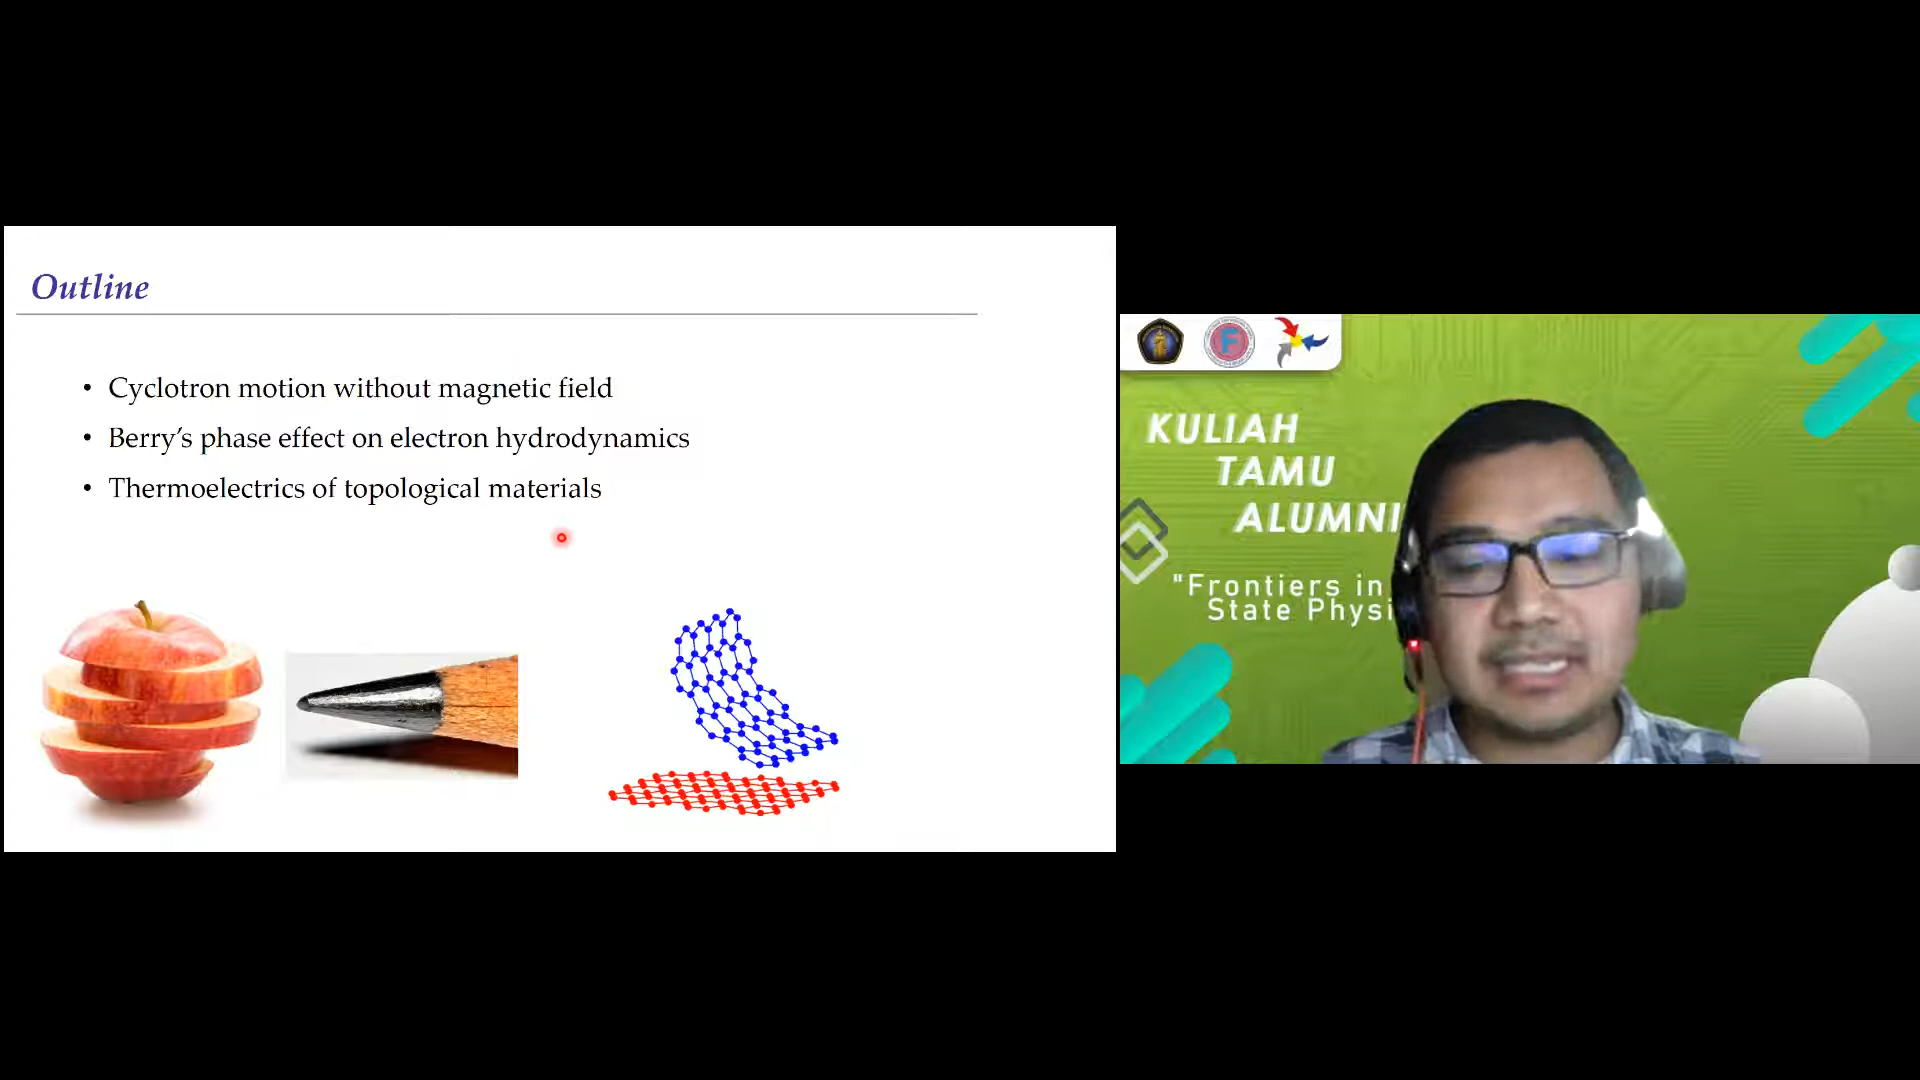 Outline
• Cyclotron motion without magnetic field
• Berry’s phase effect on electron hydrodynamics
• Thermoelectrics of topological materials
F
KULIAH
TAMU
ALUMNI
"Frontiers in
State Physi